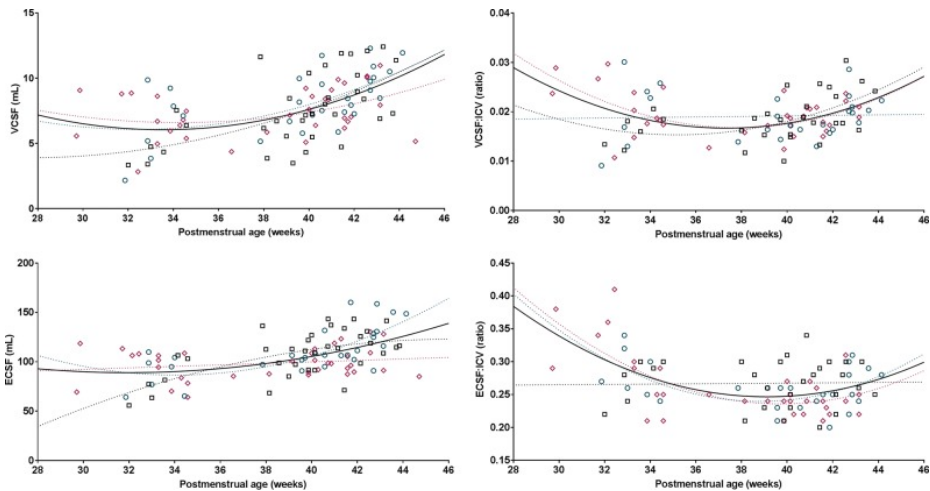 15
10
5
0
VCSF (mL)
28 30 32 34 36 38 40 42 44 46
Postmenstrual age (weeks)
0.04
0.03
0.02
0.01
0.00
VCSF:ICV (ratio)
28 30 32 34 36 38 40 42 44 46
Postmenstrual age (weeks)
200
150
100
50
0
ECSF (mL)
28 30 32 34 36 38 40 42 44 46
Postmenstrual age (weeks)
0.45
0.40
0.35
0.30
0.25
0.20
0.15
ECSF:ICV (ratio)
28 30 32 34 36 38 40 42 44 46
Postmenstrual age (weeks)